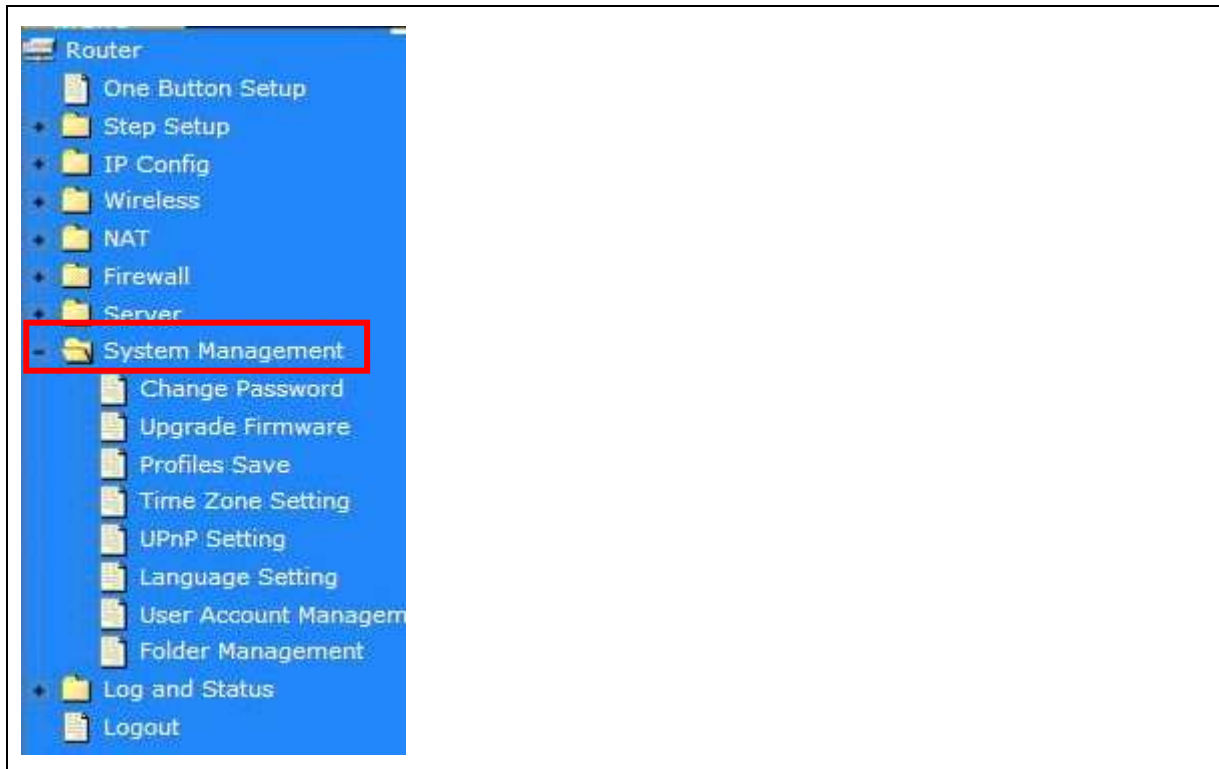 Router
One Button Setup
Step Setup
IP Config
Wireless
NAT
Firewall
Server
System Management
Change Password
Upgrade Firmware
Profiles Save
Time Zone Setting
UPnP Setting
Language Setting
User Account Managem
Folder Management
Log and Status
Logout